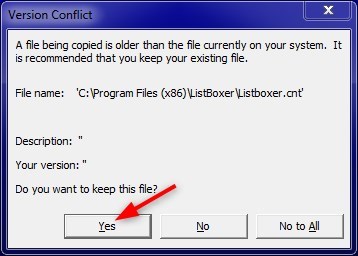 Version Conflict
A file being copied is older than the file currently on your system. It
is recommended that you keep your existing file.
File name: 'C:\Program Files (x86)\ListBoxer\Listboxer.cnt'
Description: ''
Your version: ''
Do you want to keep this file?
Yes No No to All